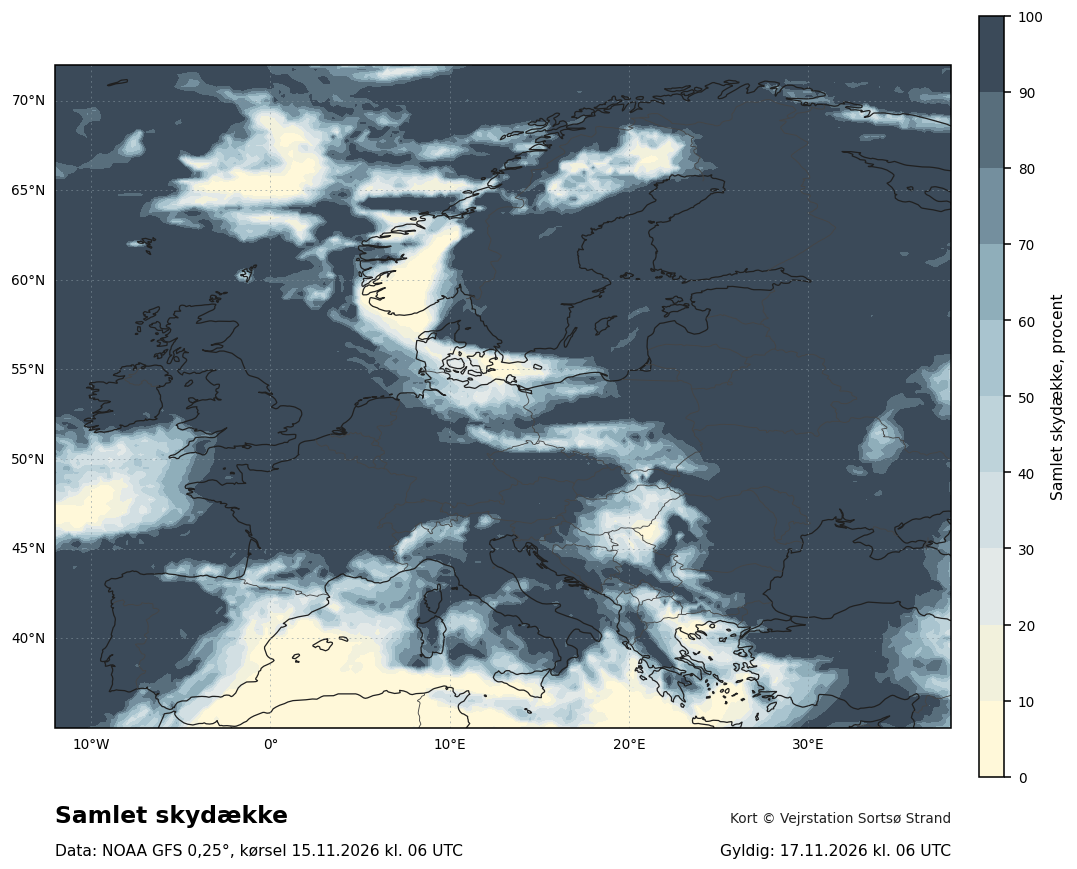 70°N
65°N
60°N
55°N
50°N
45°N
40°N
10°W
0°
10°E
20°E
30°E
100
90
80
70
60
50
40
30
20
10
0
Samlet skydække, procent
Samlet skydække
Kort © Vejrstation Sortsø Strand
Data: NOAA GFS 0,25°, kørsel 15.11.2026 kl. 06 UTC
Gyldig: 17.11.2026 kl. 06 UTC